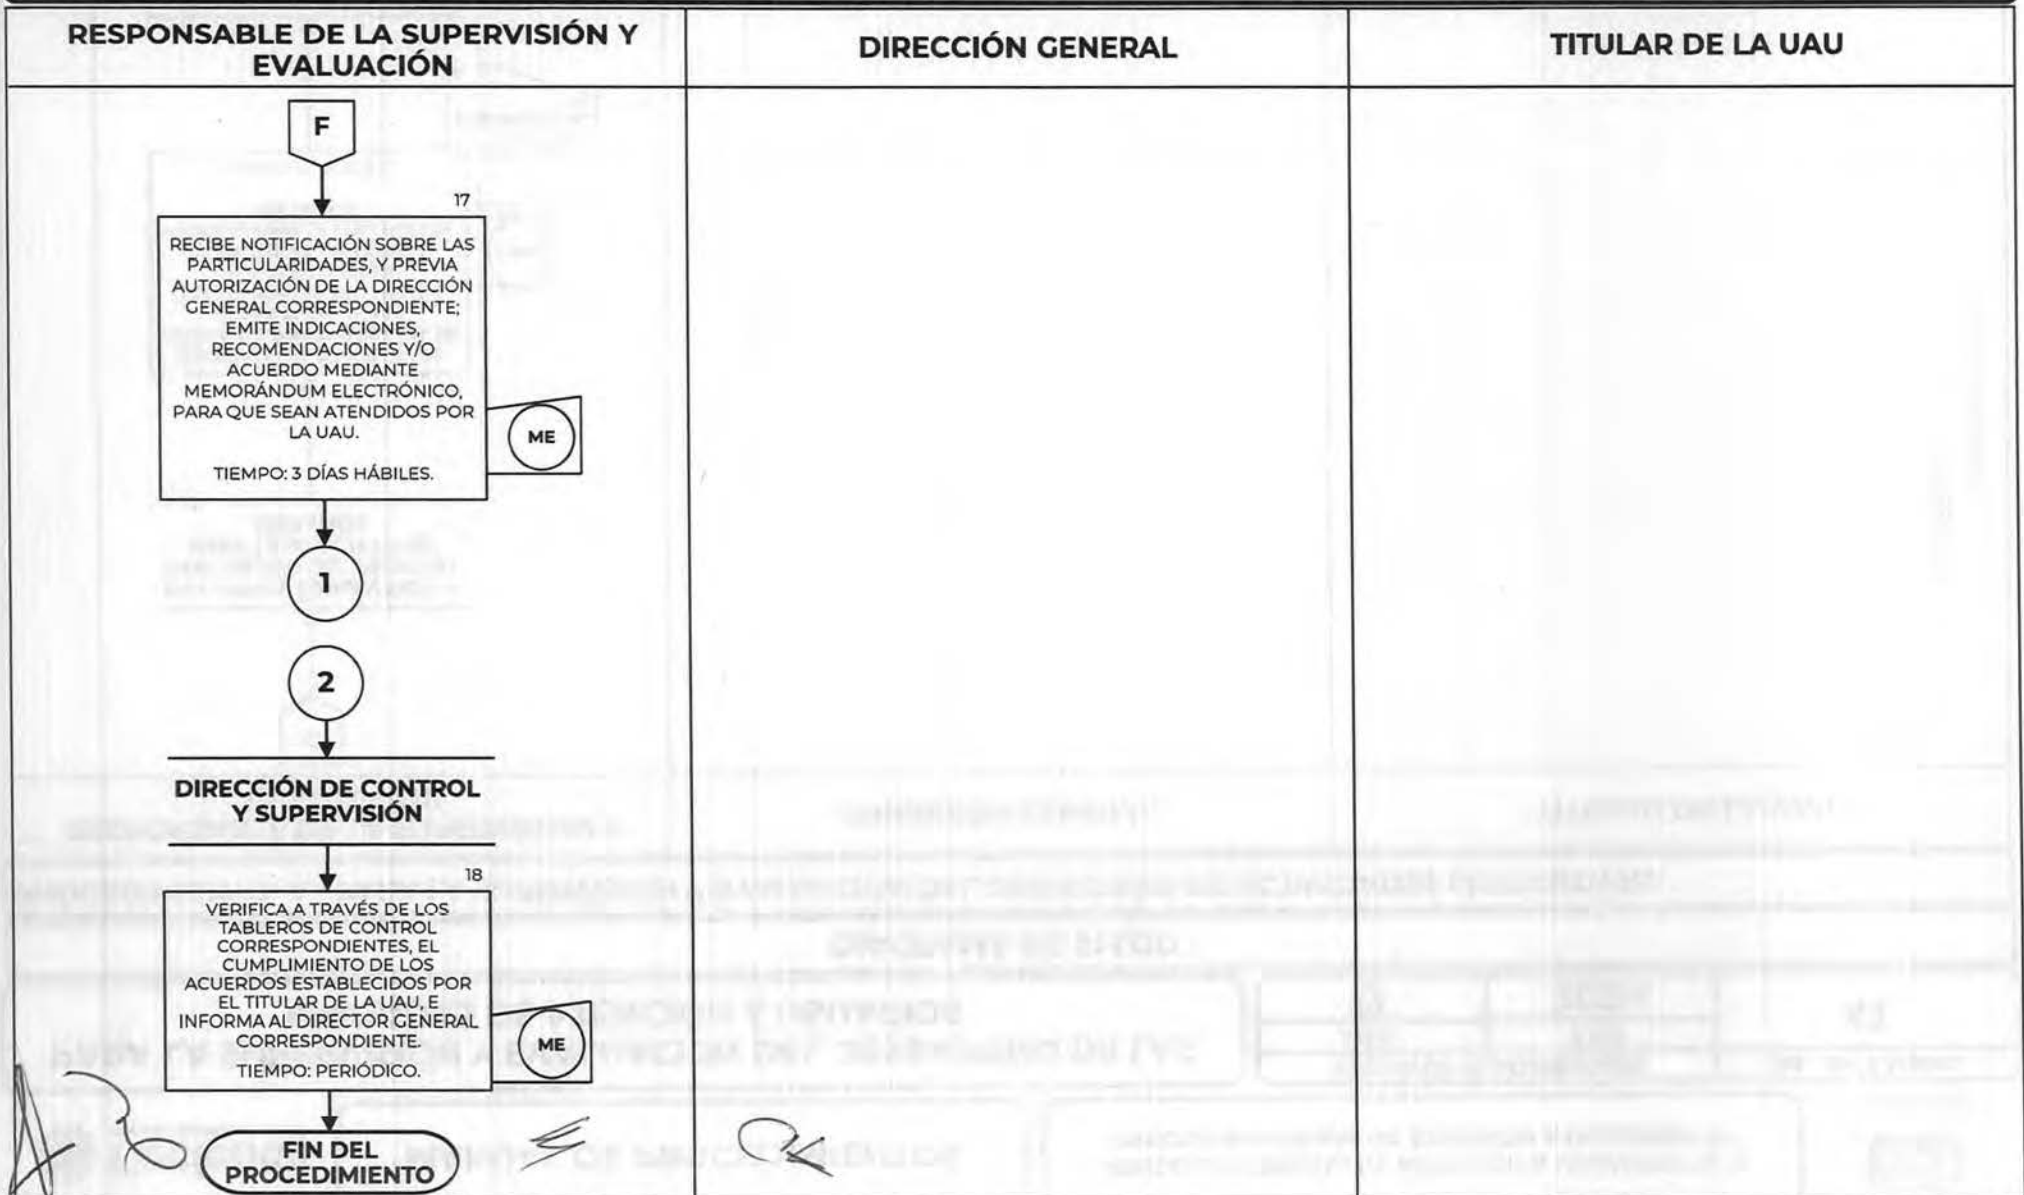 RESPONSABLE DE LA SUPERVISIÓN Y
EVALUACIÓN
DIRECCIÓN GENERAL
TITULAR DE LA UAU
F
17
RECIBE NOTIFICACIÓN SOBRE LAS
PARTICULARIDADES, Y PREVIA
AUTORIZACIÓN DE LA DIRECCIÓN
GENERAL CORRESPONDIENTE;
EMITE INDICACIONES,
RECOMENDACIONES Y/O
ACUERDO MEDIANTE
MEMORÁNDUM ELECTRÓNICO,
PARA QUE SEAN ATENDIDOS POR
LA UAU.
TIEMPO: 3 DÍAS HÁBILES.
ME
1
2
DIRECCIÓN DE CONTROL
Y SUPERVISIÓN
18
VERIFICA A TRAVÉS DE LOS
TABLEROS DE CONTROL
CORRESPONDIENTES, EL
CUMPLIMIENTO DE LOS
ACUERDOS ESTABLECIDOS POR
EL TITULAR DE LA UAU, E
INFORMA AL DIRECTOR GENERAL
CORRESPONDIENTE.
TIEMPO: PERIÓDICO.
ME
FIN DEL
PROCEDIMIENTO